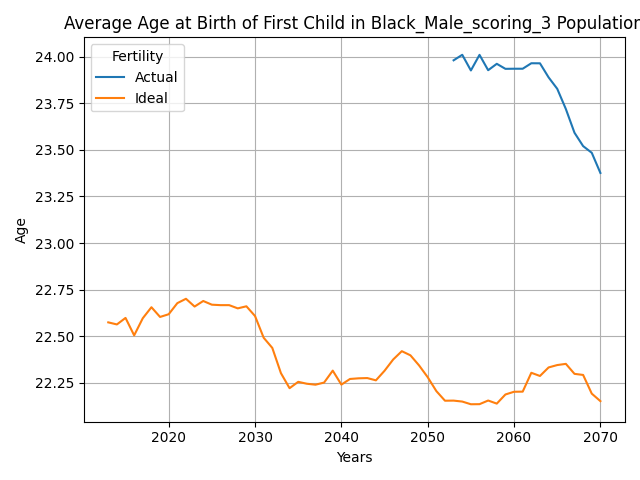 Average Age at Birth of First Child in Black_Male_scoring_3 Population
Fertility
Actual
Ideal
24.00
23.75
23.50
23.25
23.00
22.75
22.50
22.25
Age
2020 2030 2040 2050 2060 2070
Years